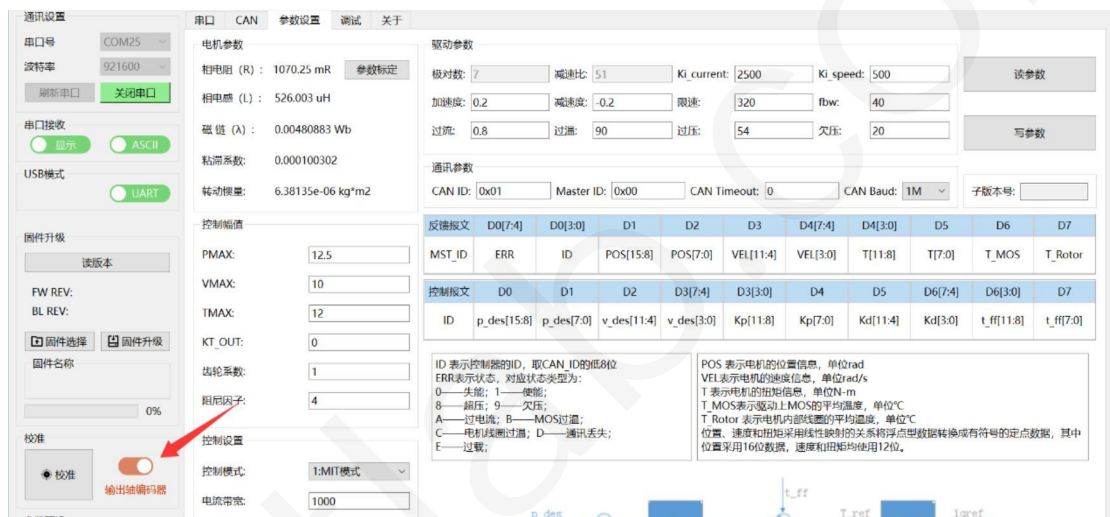 通讯设置
串口号 COM25
波特率 921600
刷新串口 关闭串口
串口接收
显示 ASCII
USB模式
UART
固件升级
读版本
FW REV:
BL REV:
固件选择 固件升级
固件名称
0%
校准
校准
输出轴编码器
串口 CAN 参数设置 调试 关于
电机参数
相电阻 (R) : 1070.25 mR 参数标定
相电感 (L) : 526.003 uH
磁 链 (λ) : 0.00480883 Wb
粘滞系数: 0.000100302
转动惯量: 6.38135e-06 kg*m2
控制幅值
PMAX: 12.5
VMAX: 10
TMAX: 12
KT_OUT: 0
齿轮系数: 1
阻尼因子: 4
控制设置
控制模式: 1:MIT模式
电流带宽: 1000
驱动参数
极对数: 7 减速比: 51 Ki_current: 2500 Ki_speed: 500 读参数
加速度: 0.2 减速度: -0.2 限速: 320 fbw: 40
过流: 0.8 过温: 90 过压: 54 欠压: 20 写参数
通讯参数
CAN ID: 0x01 Master ID: 0x00 CAN Timeout: 0 CAN Baud: 1M 子版本号:
反馈报文 D0[7:4] D0[3:0] D1 D2 D3 D4[7:4] D4[3:0] D5 D6 D7
MST_ID ERR ID POS[15:8] POS[7:0] VEL[11:4] VEL[3:0] T[11:8] T[7:0] T_MOS T_Rotor
控制报文 D0 D1 D2 D3[7:4] D3[3:0] D4 D5 D6[7:4] D6[3:0] D7
ID p_des[15:8] p_des[7:0] v_des[11:4] v_des[3:0] Kp[11:8] Kp[7:0] Kd[11:4] Kd[3:0] t_ff[11:8] t_ff[7:0]
ID 表示控制器的ID，取CAN_ID的低8位
ERR表示状态，对应状态类型为：
0——失能；1——使能；
8——超压；9——欠压；
A——过电流；B——MOS过温；
C——电机线圈过温；D——通讯丢失；
E——过载；
POS 表示电机的位置信息，单位rad
VEL表示电机的速度信息，单位rad/s
T 表示电机的扭矩信息，单位N-m
T_MOS表示驱动上MOS的平均温度，单位℃
T_Rotor 表示电机内部线圈的平均温度，单位℃
位置、速度和扭矩采用线性映射的关系将浮点型数据转换成有符号的定点数据，其中
位置采用16位数据，速度和扭矩均使用12位。
t_ff
p_des T_ref iqref